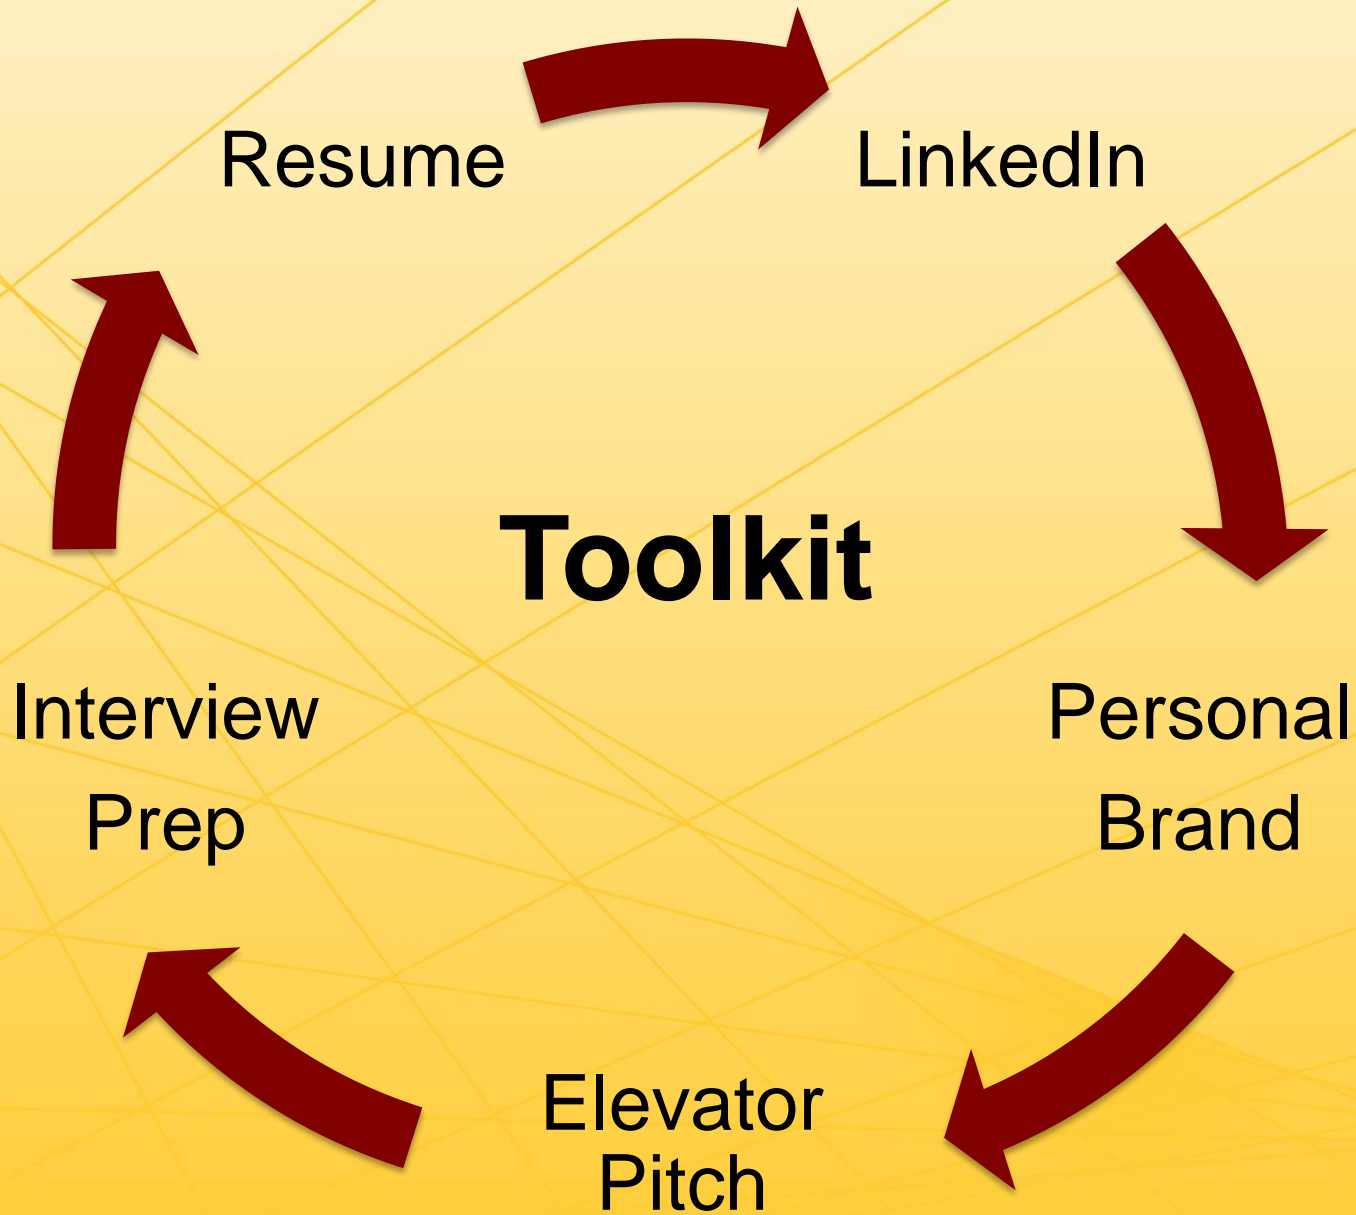 Resume
LinkedIn
Toolkit
Interview
Prep
Personal
Brand
Elevator
Pitch